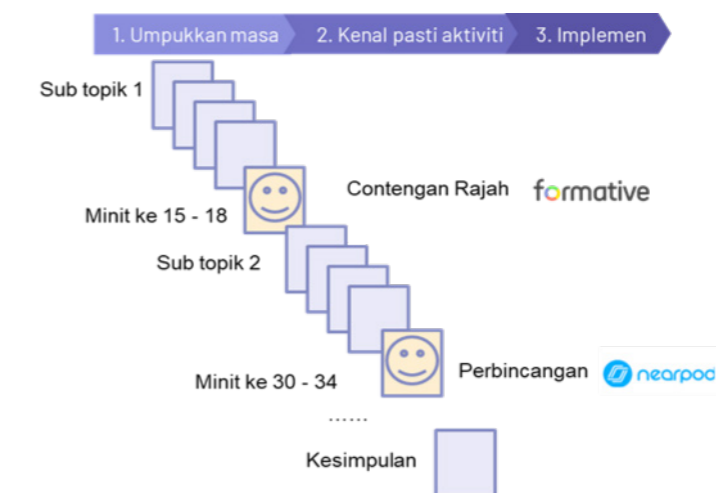 1. Umpukkan masa 2. Kenal pasti aktiviti 3. Implemen
Sub topik 1
Contengan Rajah formative
Minit ke 15 - 18
Sub topik 2
Perbincangan nearpod
Minit ke 30 - 34
......
Kesimpulan